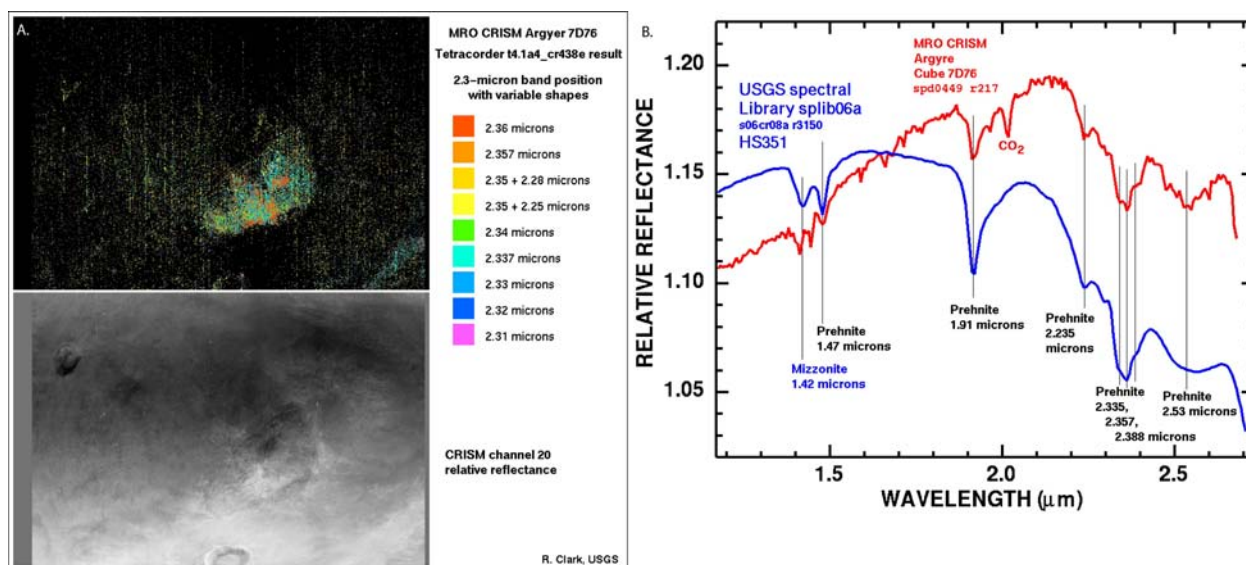 A.
MRO CRISM Argyer 7D76
Tetracorder t4.1a4_cr438e result
2.3-micron band position
with variable shapes
2.36 microns
2.357 microns
2.35 + 2.28 microns
2.35 + 2.25 microns
2.34 microns
2.337 microns
2.33 microns
2.32 microns
2.31 microns
CRISM channel 20
relative reflectance
R. Clark, USGS
B.
RELATIVE REFLECTANCE
1.20
1.15
1.10
1.05
MRO CRISM
Argyre
Cube 7D76
spd0449 r217
USGS spectral
Library splib06a
s06cr08a r3150
HS351
CO2
Prehnite
1.47 microns
Mizzonite
1.42 microns
Prehnite
1.91 microns
Prehnite
2.235
microns
Prehnite
2.335,
2.357,
2.388 microns
Prehnite
2.53 microns
1.5
2.0
2.5
WAVELENGTH (μm)